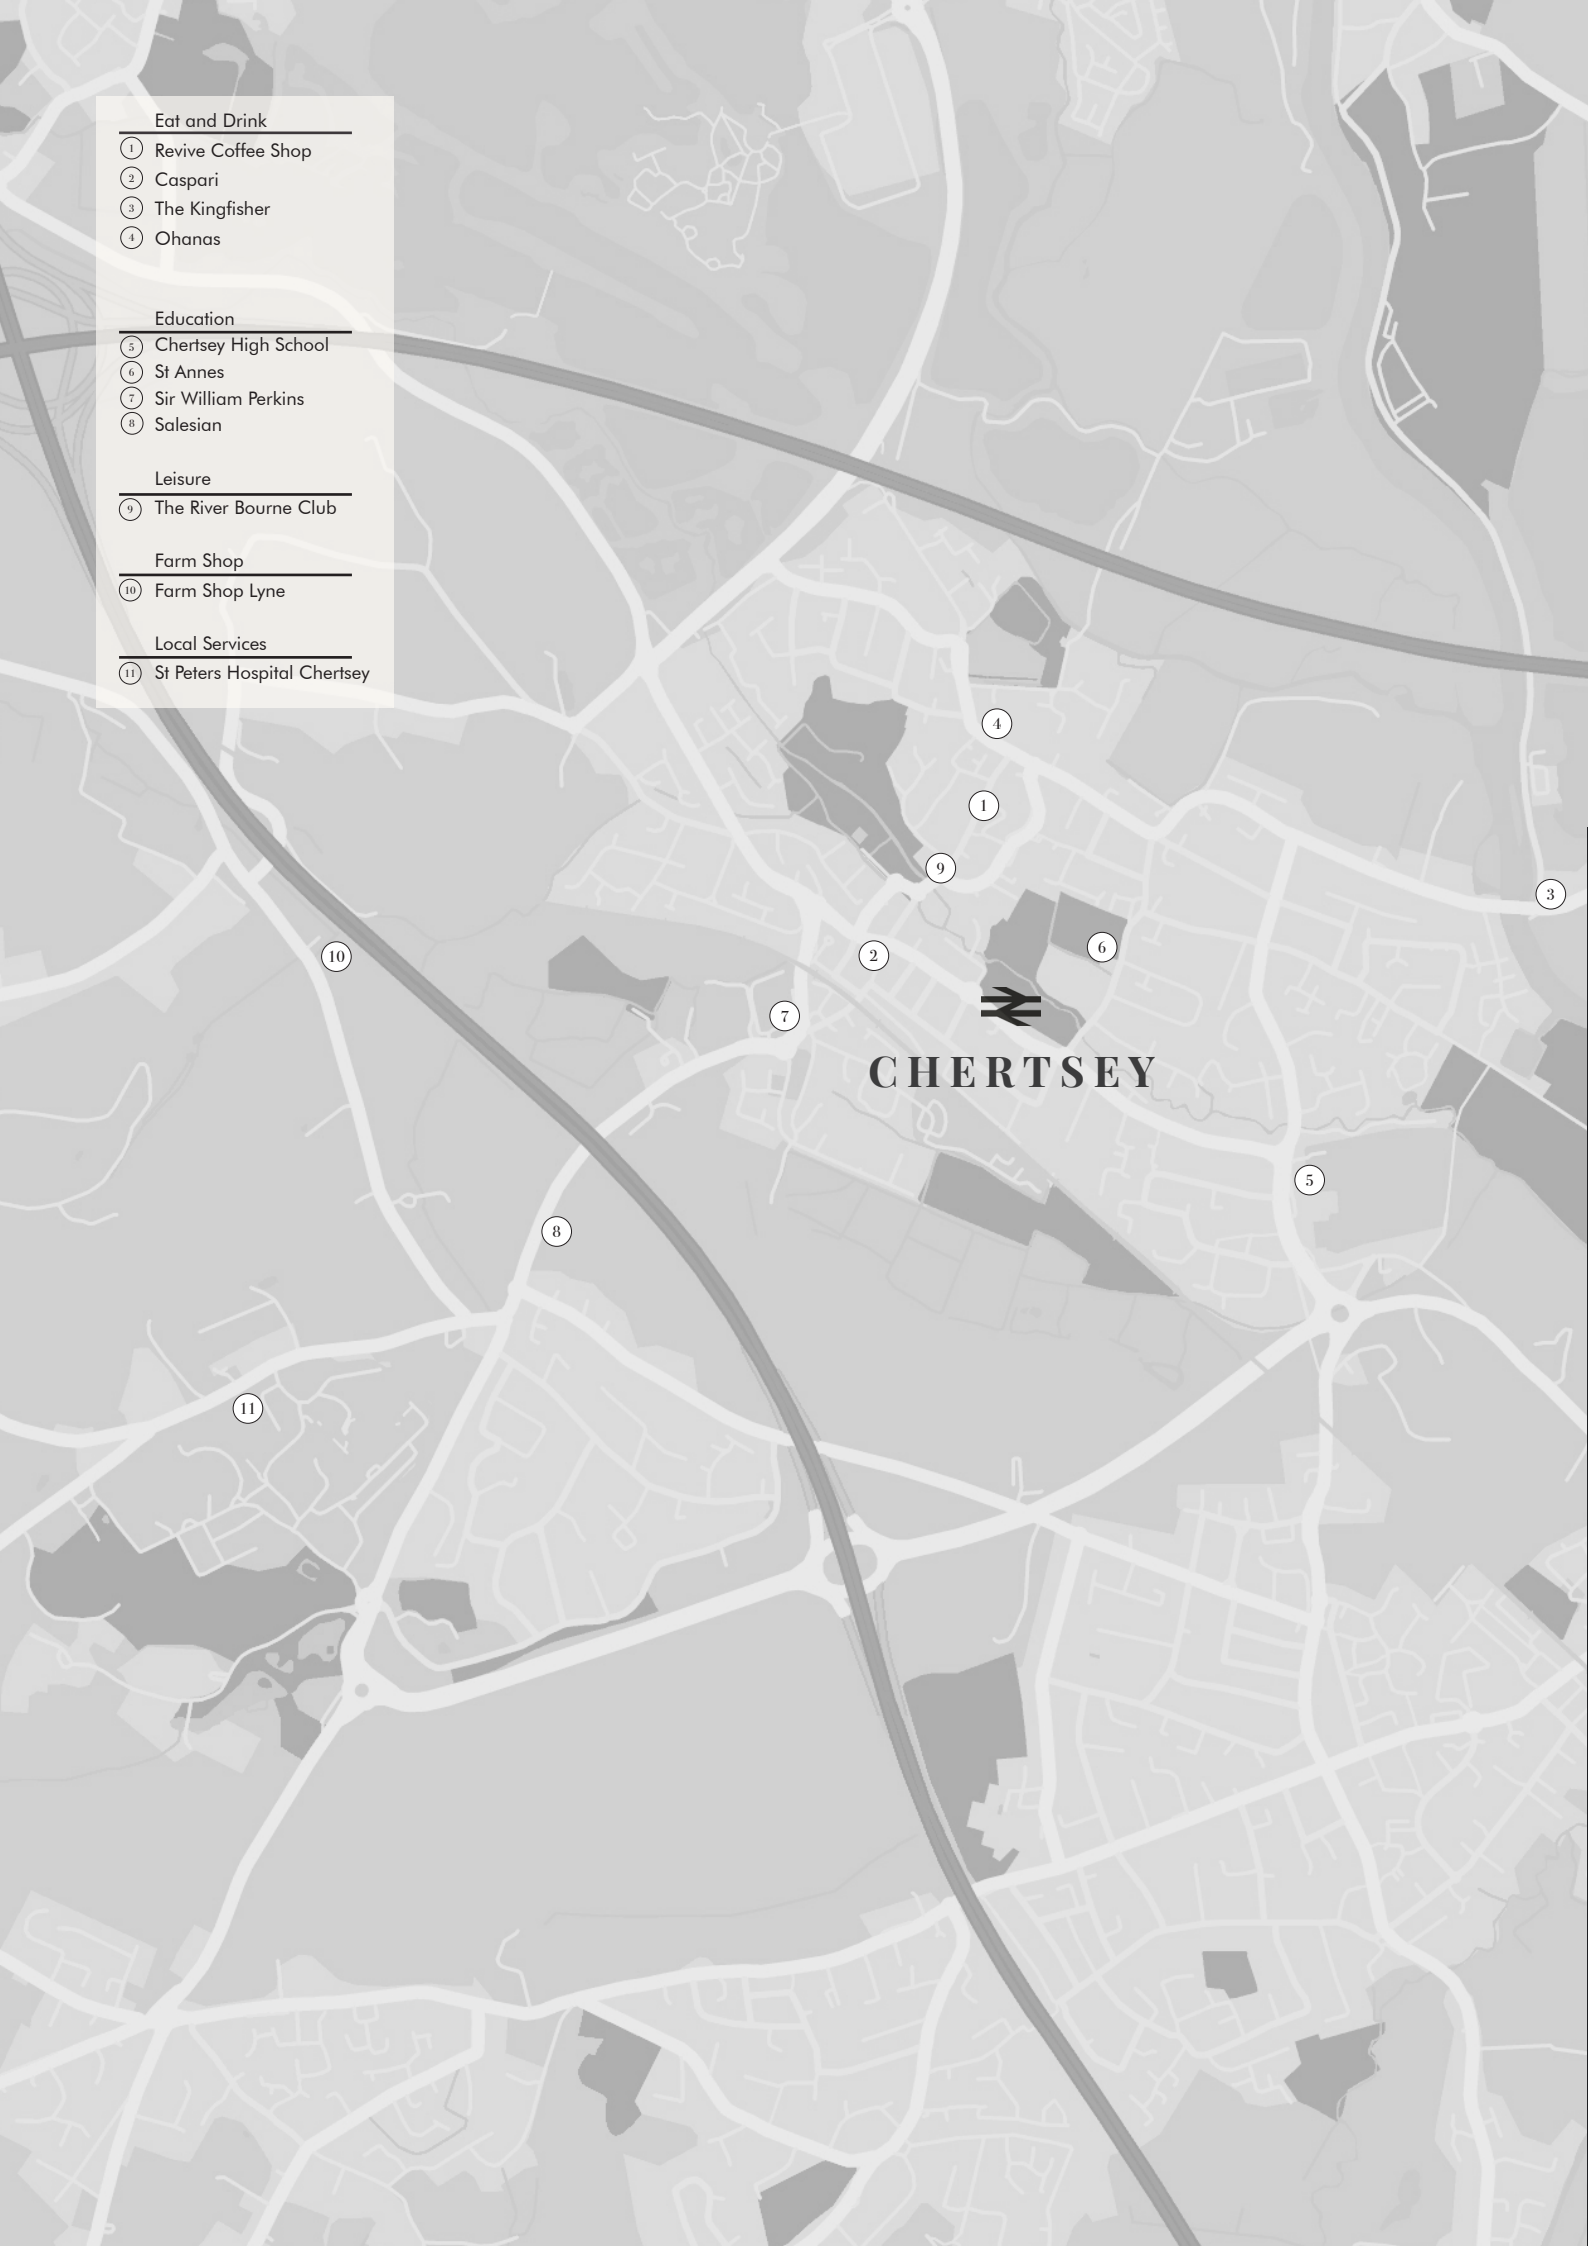 Eat and Drink
1 Revive Coffee Shop
2 Caspari
3 The Kingfisher
4 Ohanas
Education
5 Chertsey High School
6 St Annes
7 Sir William Perkins
8 Salesian
Leisure
9 The River Bourne Club
Farm Shop
10 Farm Shop Lyne
Local Services
11 St Peters Hospital Chertsey
4
1
9
3
6
2
10
7
CHERTSEY
5
8
11